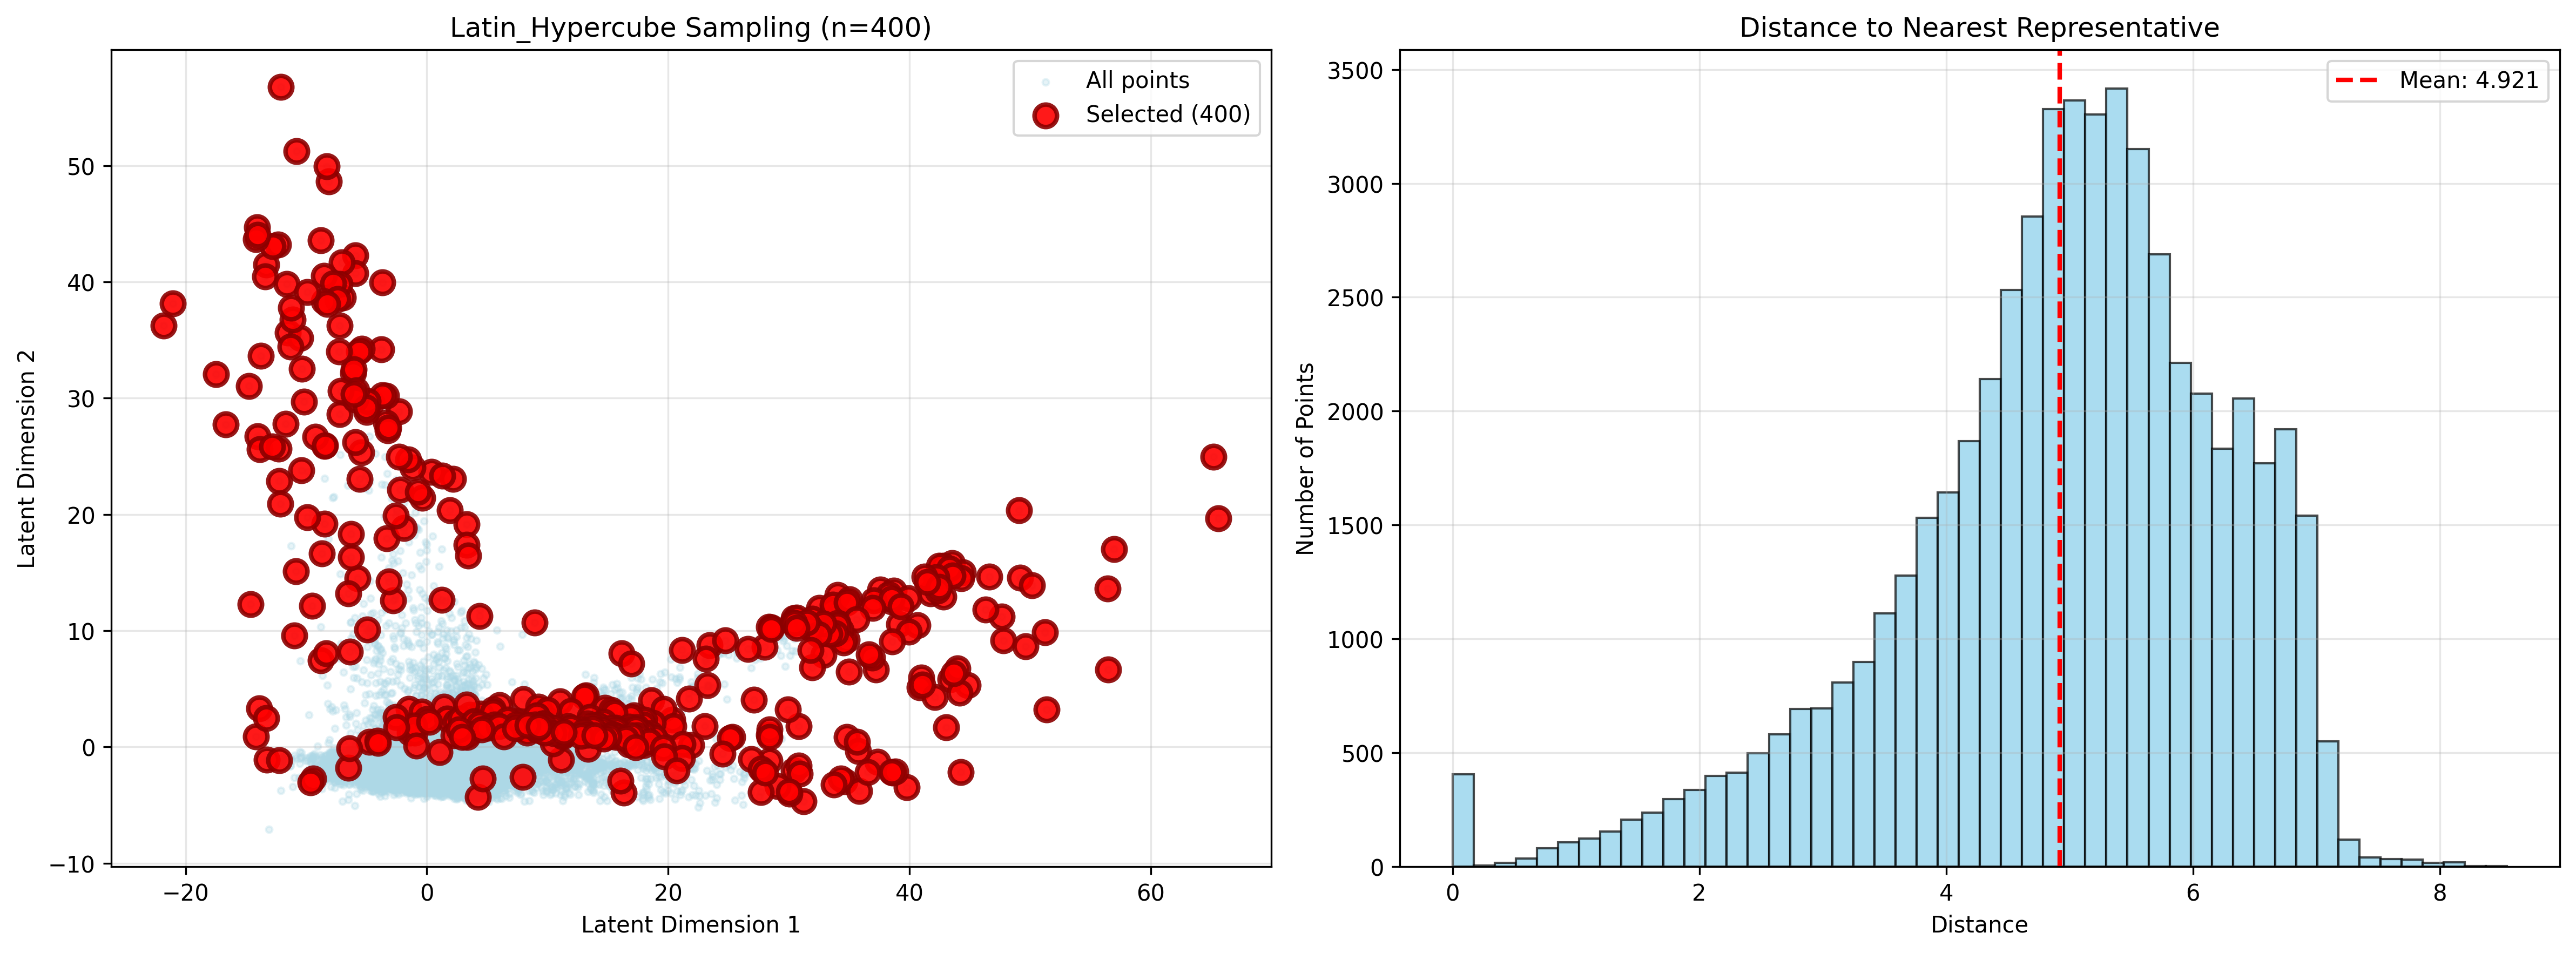 Latin_Hypercube Sampling (n=400)
All points
Selected (400)
50
40
30
20
10
0
−10
Latent Dimension 2
−20
0
20
40
60
Latent Dimension 1
Distance to Nearest Representative
Mean: 4.921
3500
3000
2500
2000
1500
1000
500
0
Number of Points
0
2
4
6
8
Distance